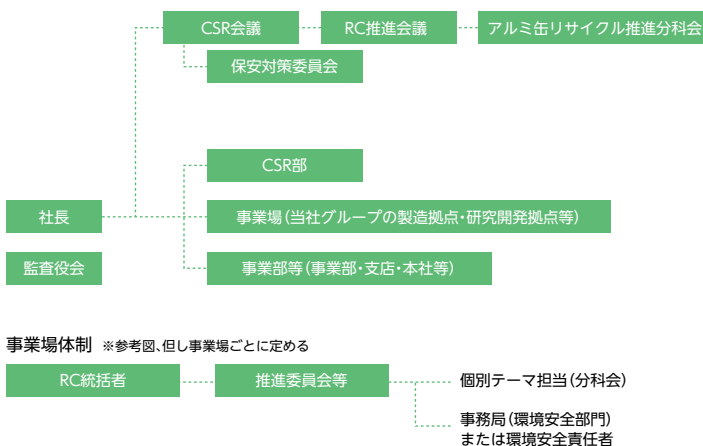 CSR会議
RC推進会議
アルミ缶リサイクル推進分科会
保安対策委員会
CSR部
社長
事業場(当社グループの製造拠点・研究開発拠点等)
監査役会
事業部等(事業部・支店・本社等)
事業場体制 ※参考図、但し事業場ごとに定める
RC統括者
推進委員会等
個別テーマ担当(分科会)
事務局(環境安全部門)
または環境安全責任者